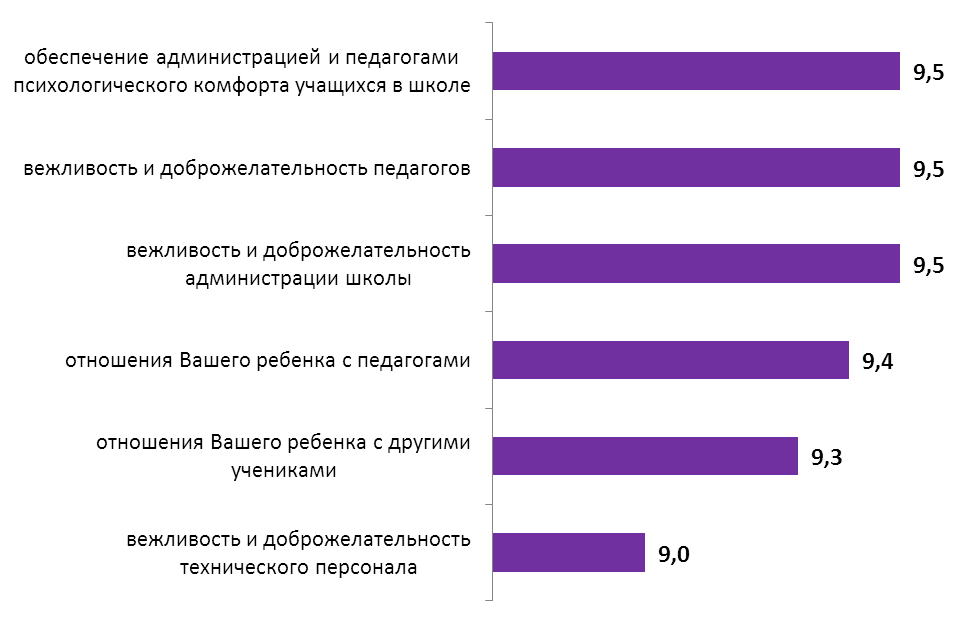 обеспечение администрацией и педагогами
психологического комфорта учащихся в школе
9,5
вежливость и доброжелательность педагогов
9,5
вежливость и доброжелательность
администрации школы
9,5
отношения Вашего ребенка с педагогами
9,4
отношения Вашего ребенка с другими
учениками
9,3
вежливость и доброжелательность
технического персонала
9,0